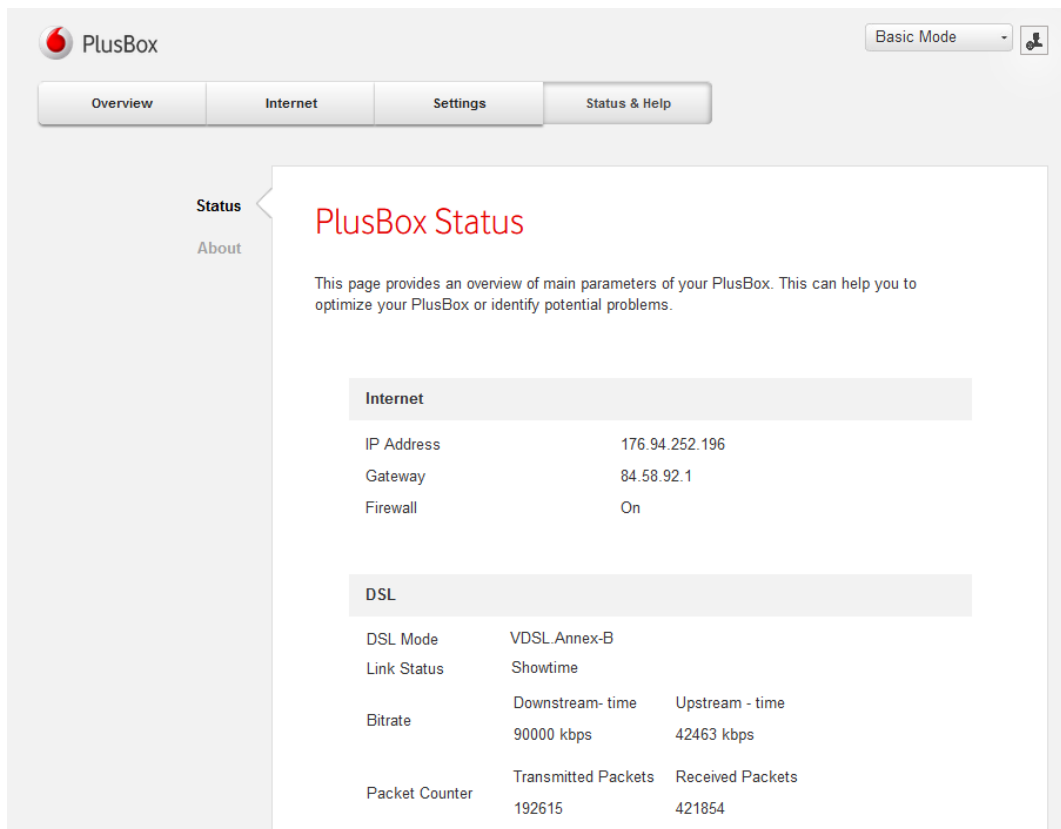 PlusBox
Basic Mode
Overview Internet Settings Status & Help
Status
About
PlusBox Status
This page provides an overview of main parameters of your PlusBox. This can help you to
optimize your PlusBox or identify potential problems.
Internet
IP Address 176.94.252.196
Gateway 84.58.92.1
Firewall On
DSL
DSL Mode VDSL.Annex-B
Link Status Showtime
Bitrate
Downstream- time Upstream - time
90000 kbps 42463 kbps
Packet Counter
Transmitted Packets Received Packets
192615 421854